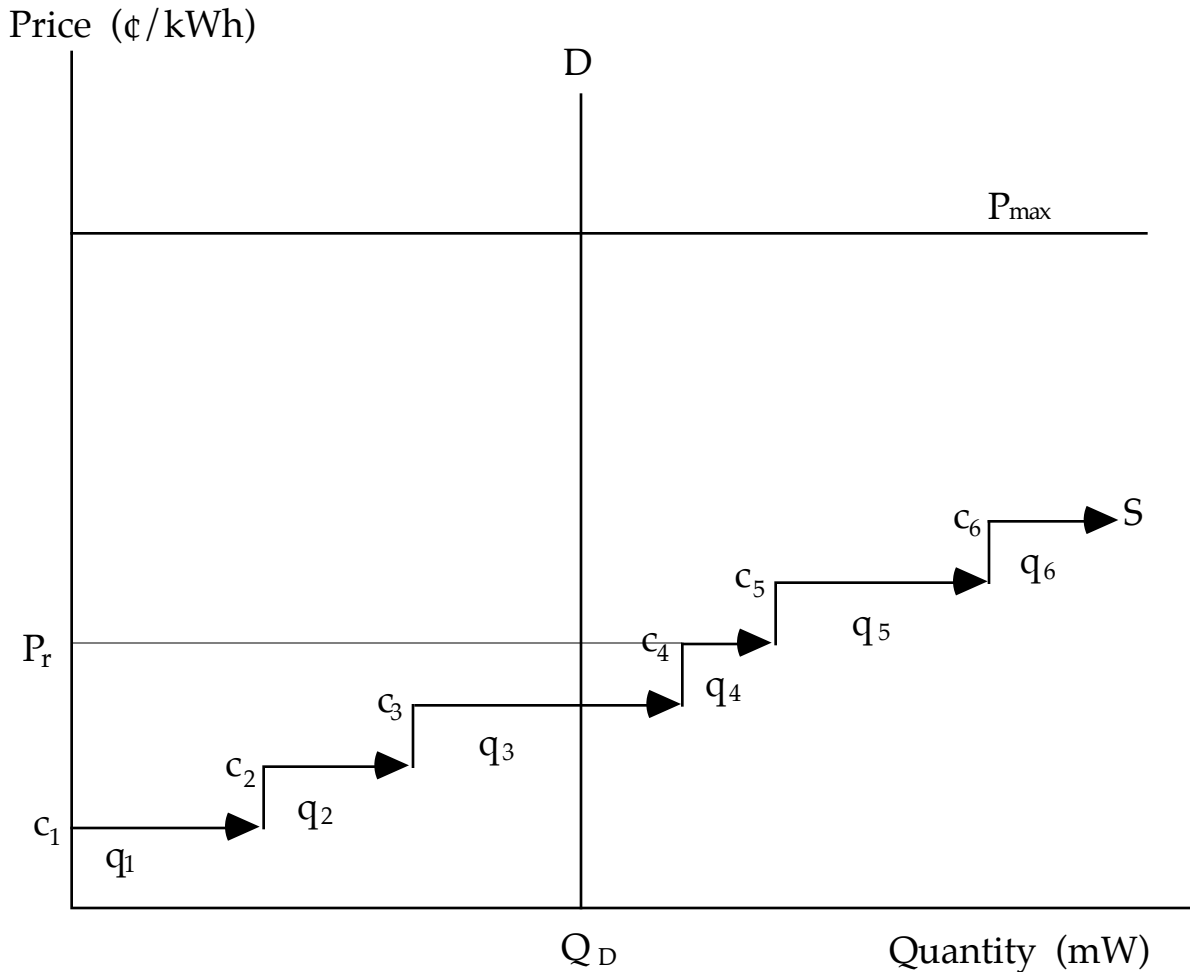 Price (¢/kWh)
D
Pmax
c6 S
q6
c5
q5
Pr c4
q4
c3
q3
c2
q2
c1
q1
QD
Quantity (mW)